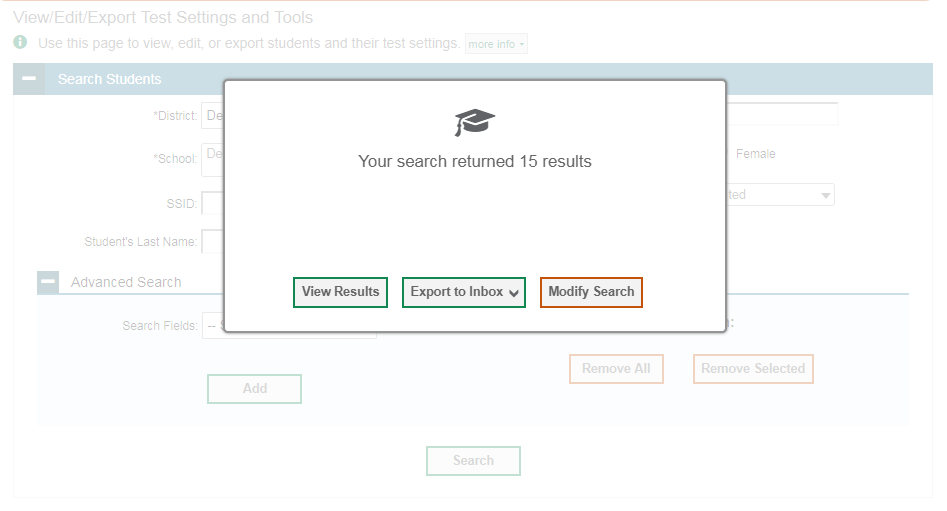 View/Edit/Export Test Settings and Tools
Use this page to view, edit, or export students and their test settings. more info
Search Students
*District: De
*School: De
Female
SSID:
ted
Student's Last Name:
Your search returned 15 results
View Results Export to Inbox Modify Search
Advanced Search
Search Fields: --
Remove All Remove Selected
Add
Search